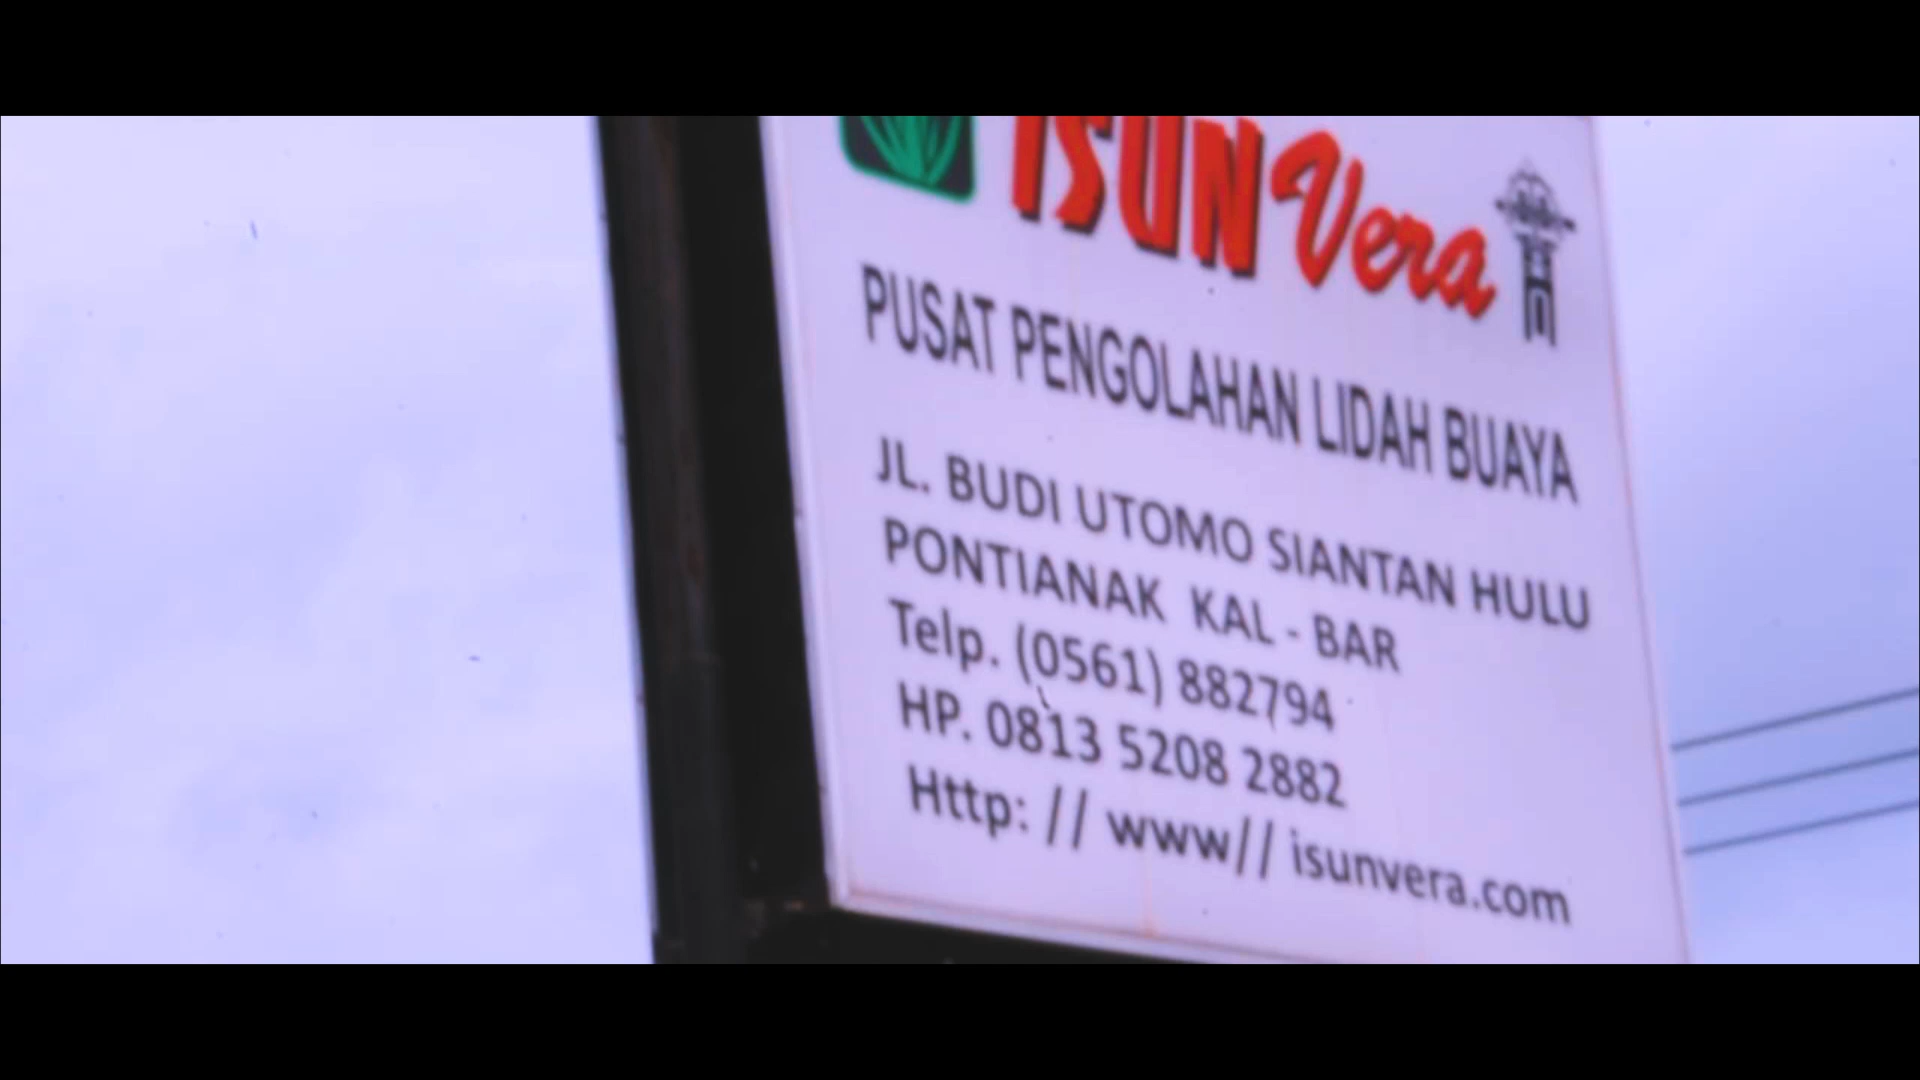 ISUN Vera
PUSAT PENGOLAHAN LIDAH BUAYA
JL. BUDI UTOMO SIANTAN HULU
PONTIANAK KAL - BAR
Telp. (0561) 882794
HP. 0813 5208 2882
Http: // www// isunvera.com